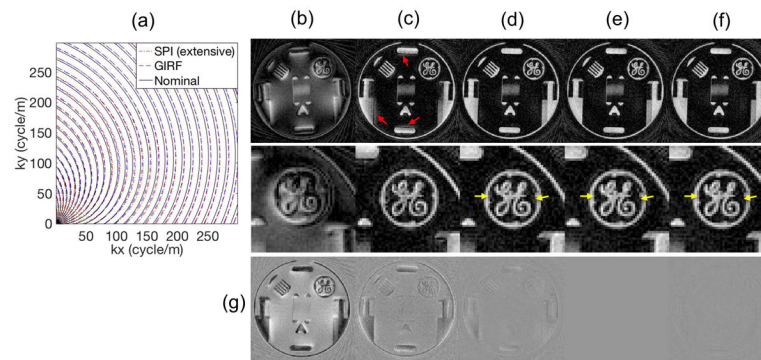 (a)
(b)
(c)
(d)
(e)
(f)
SPI (extensive)
GIRF
Nominal
ky (cycle/m)
300
250
200
150
100
50
0
50
100
150
200
250
kx (cycle/m)
(g)